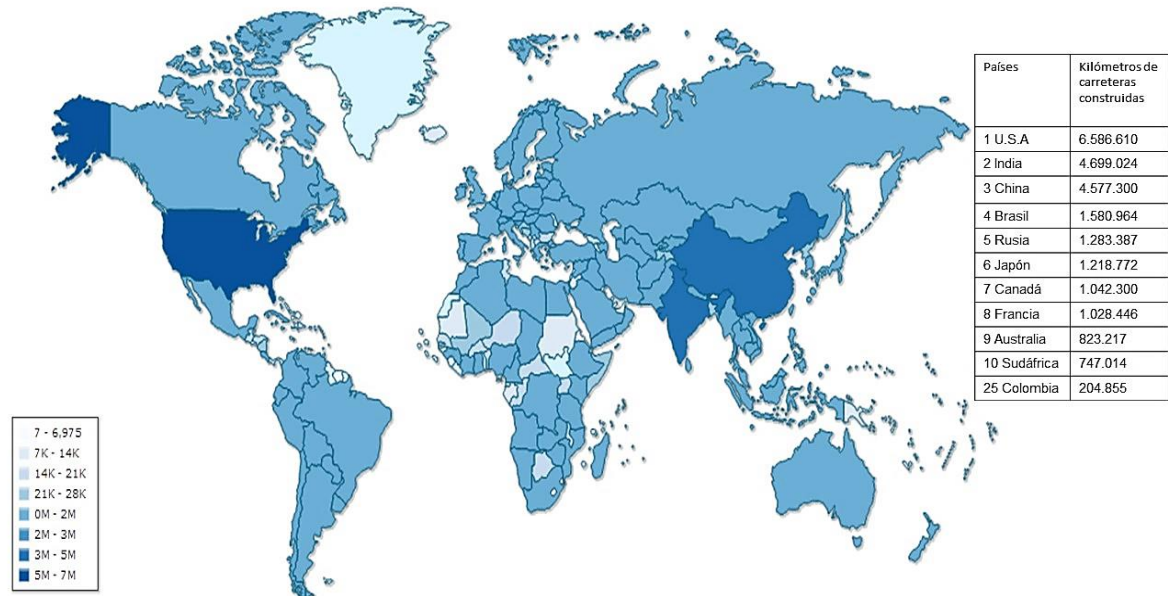 Países Kilómetros de
carreteras
construidas
1 U.S.A 6.586.610
2 India 4.699.024
3 China 4.577.300
4 Brasil 1.580.964
5 Rusia 1.283.387
6 Japón 1.218.772
7 Canadá 1.042.300
8 Francia 1.028.446
9 Australia 823.217
10 Sudáfrica 747.014
25 Colombia 204.855
7 - 6,975
7K - 14K
14K - 21K
21K - 28K
0M - 2M
2M - 3M
3M - 5M
5M - 7M